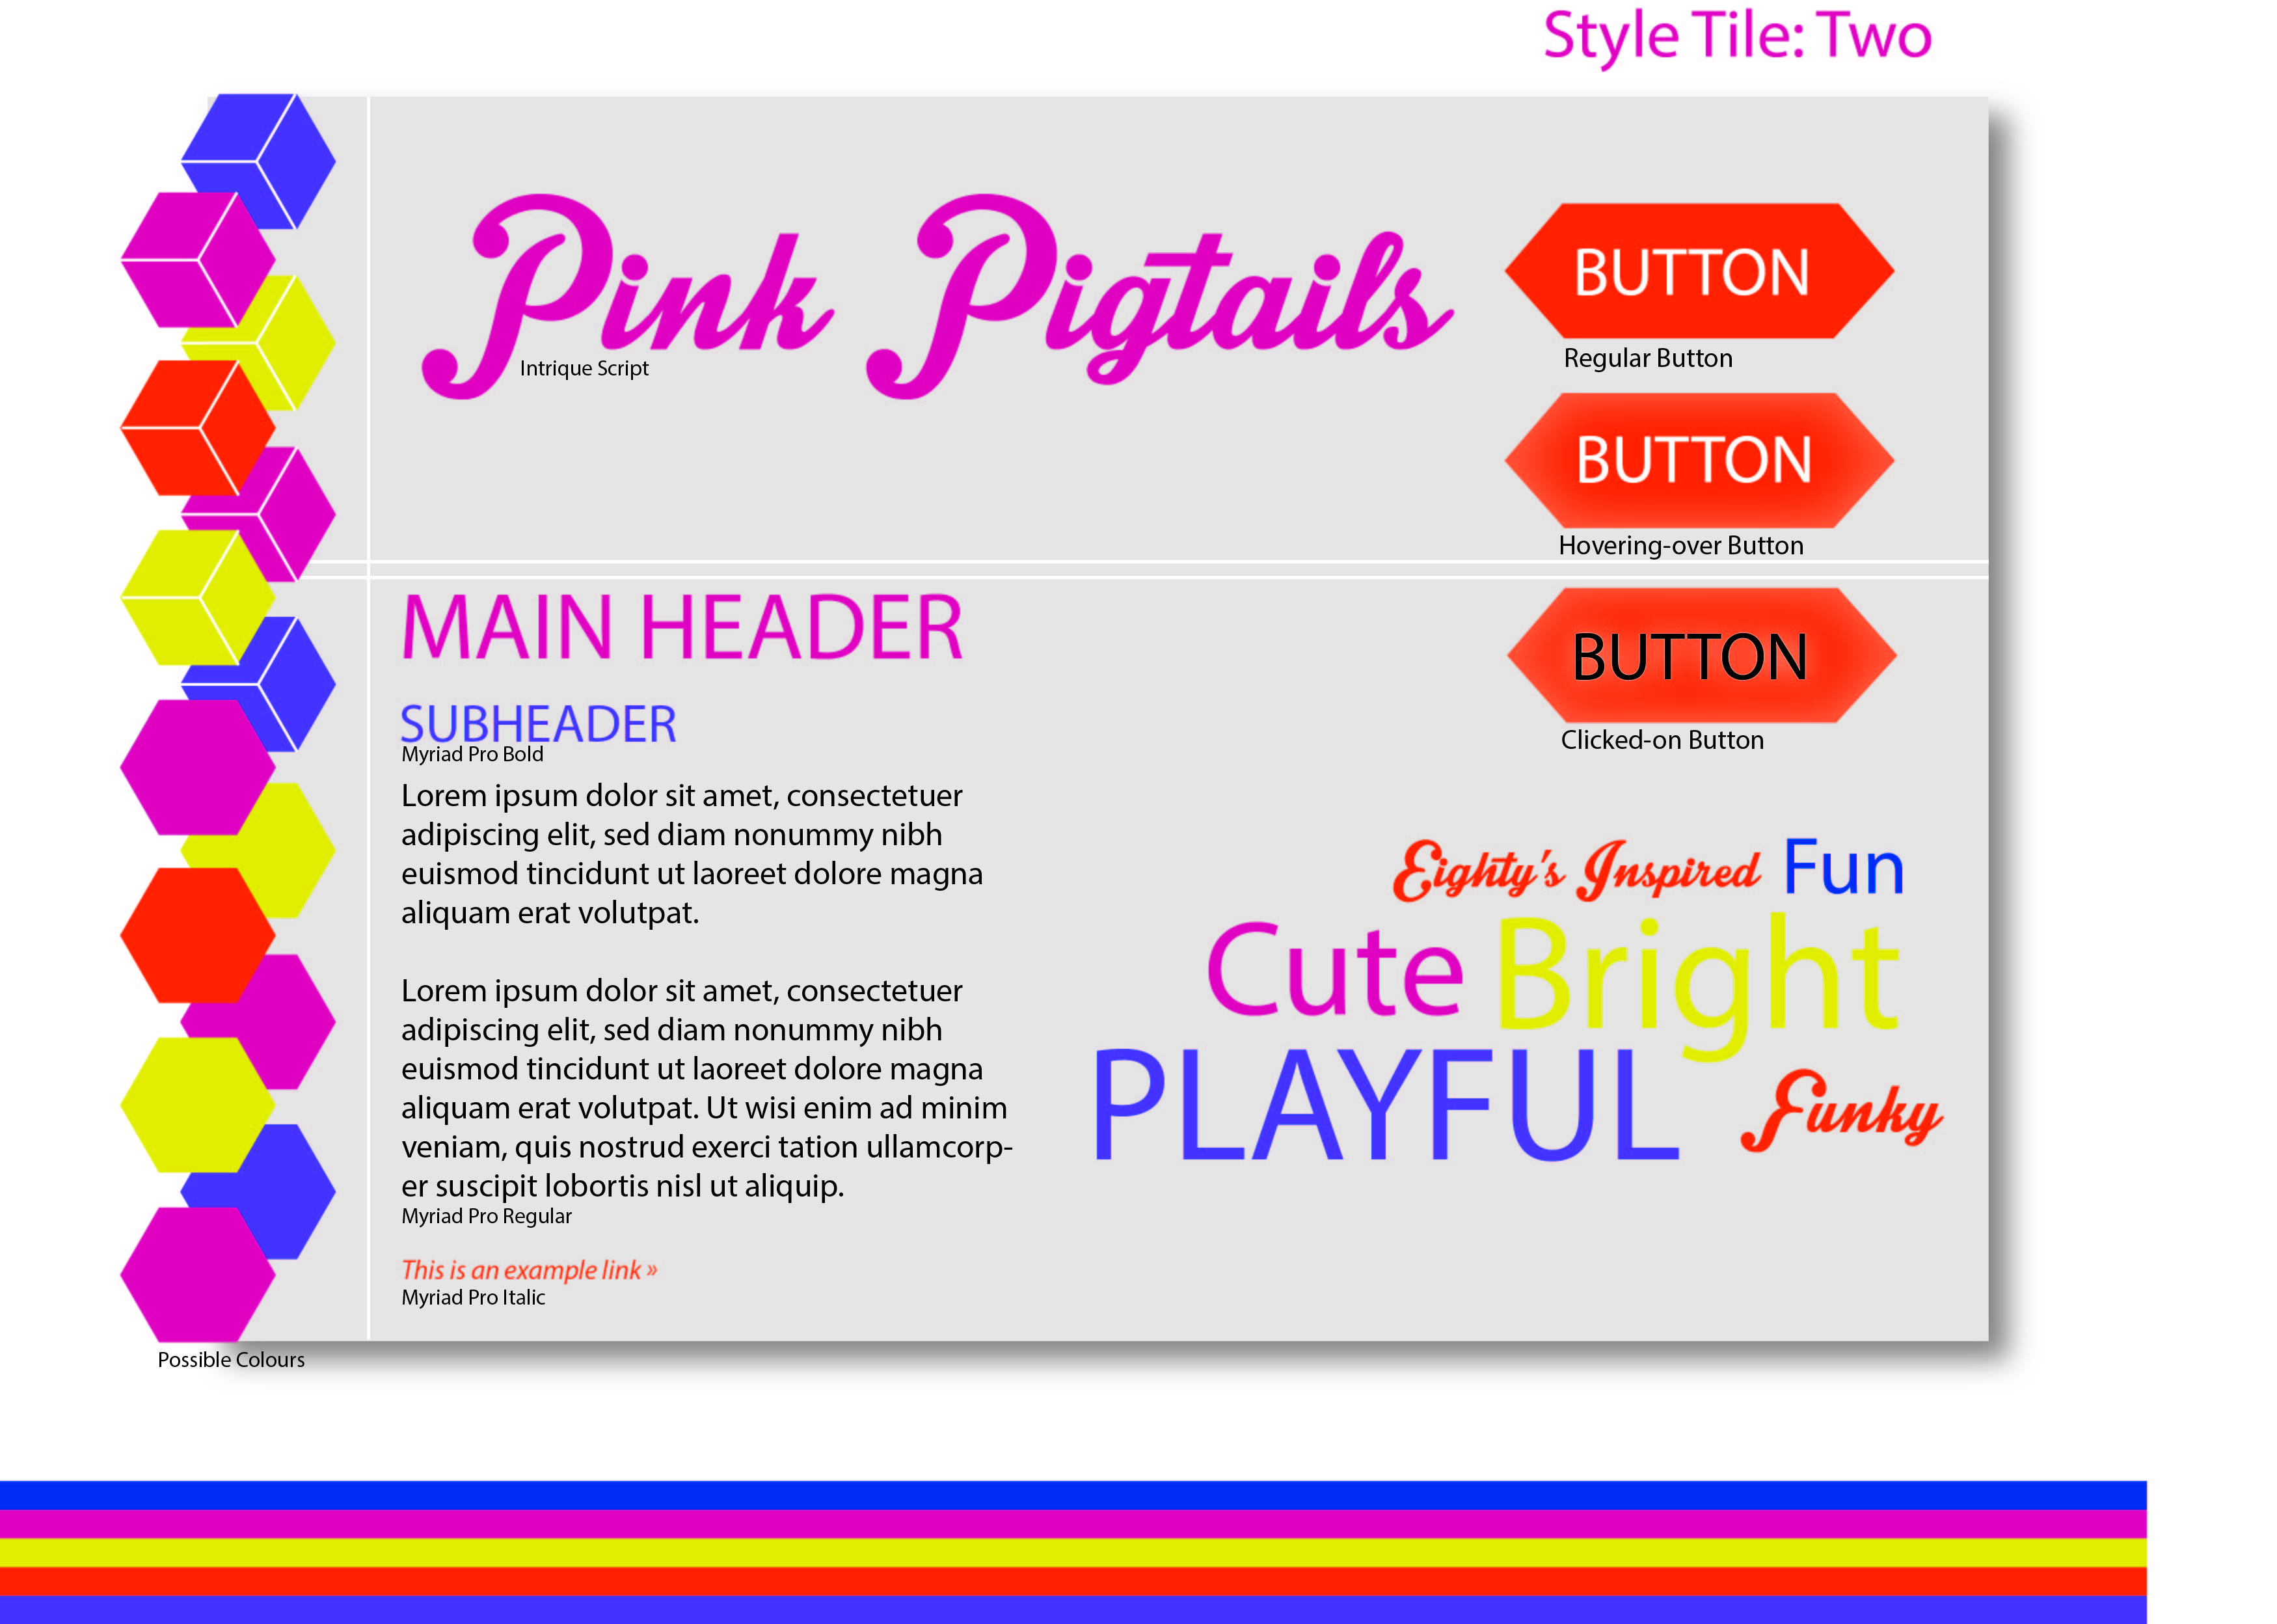 Style Tile: Two
Pink Pigtails
Intrique Script
BUTTON
Regular Button
BUTTON
Hovering-over Button
BUTTON
Clicked-on Button
MAIN HEADER
SUBHEADER
Myriad Pro Bold
Lorem ipsum dolor sit amet, consectetuer
adipiscing elit, sed diam nonummy nibh
euismod tincidunt ut laoreet dolore magna
aliquam erat volutpat.
Lorem ipsum dolor sit amet, consectetuer
adipiscing elit, sed diam nonummy nibh
euismod tincidunt ut laoreet dolore magna
aliquam erat volutpat. Ut wisi enim ad minim
veniam, quis nostrud exerci tation ullamcorp-
er suscipit lobortis nisl ut aliquip.
Myriad Pro Regular
This is an example link »
Myriad Pro Italic
Eighty's Inspired Fun
Cute Bright
PLAYFUL Funky
Possible Colours